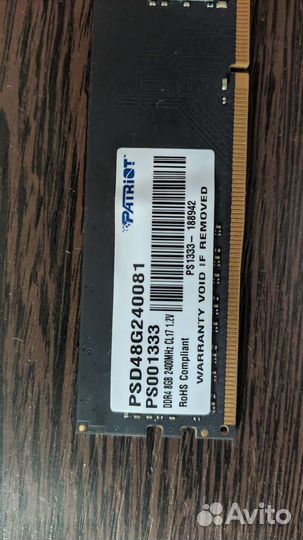 PATRIOT
PSD48G240081
PS001333
DDR4 8GB 2400MHz CL17 1.2V
RoHS Compliant
PS1333- 188942
WARRANTY VOID IF REMOVED
Avito